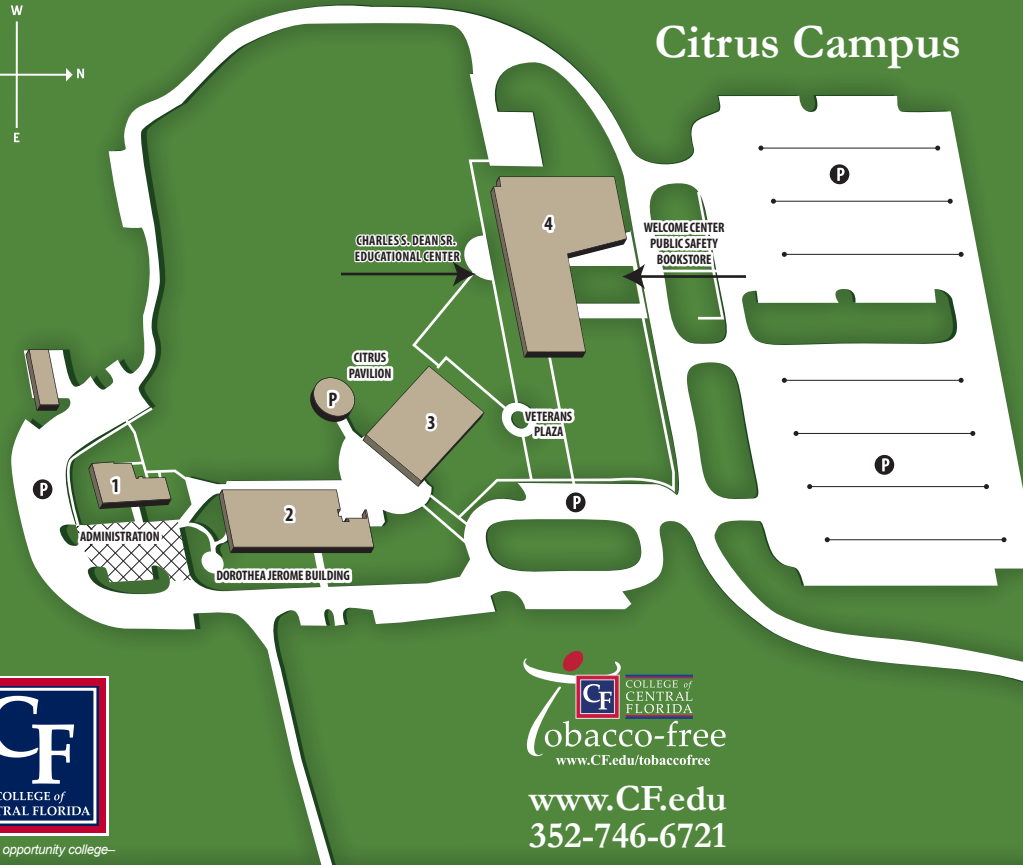 W
N
E
Citrus Campus
P
4
CHARLES S. DEAN SR.
EDUCATIONAL CENTER
WELCOME CENTER
PUBLIC SAFETY
BOOKSTORE
CITRUS
PAVILION
P
3
VETERANS
PLAZA
P
1
P
2
P
ADMINISTRATION
DOROTHEA JEROME BUILDING
CF
COLLEGE of
CENTRAL
FLORIDA
Tobacco-free
www.CF.edu/tobaccofree
www.CF.edu
352-746-6721
CF
COLLEGE of
TRAL FLORIDA
opportunity college–